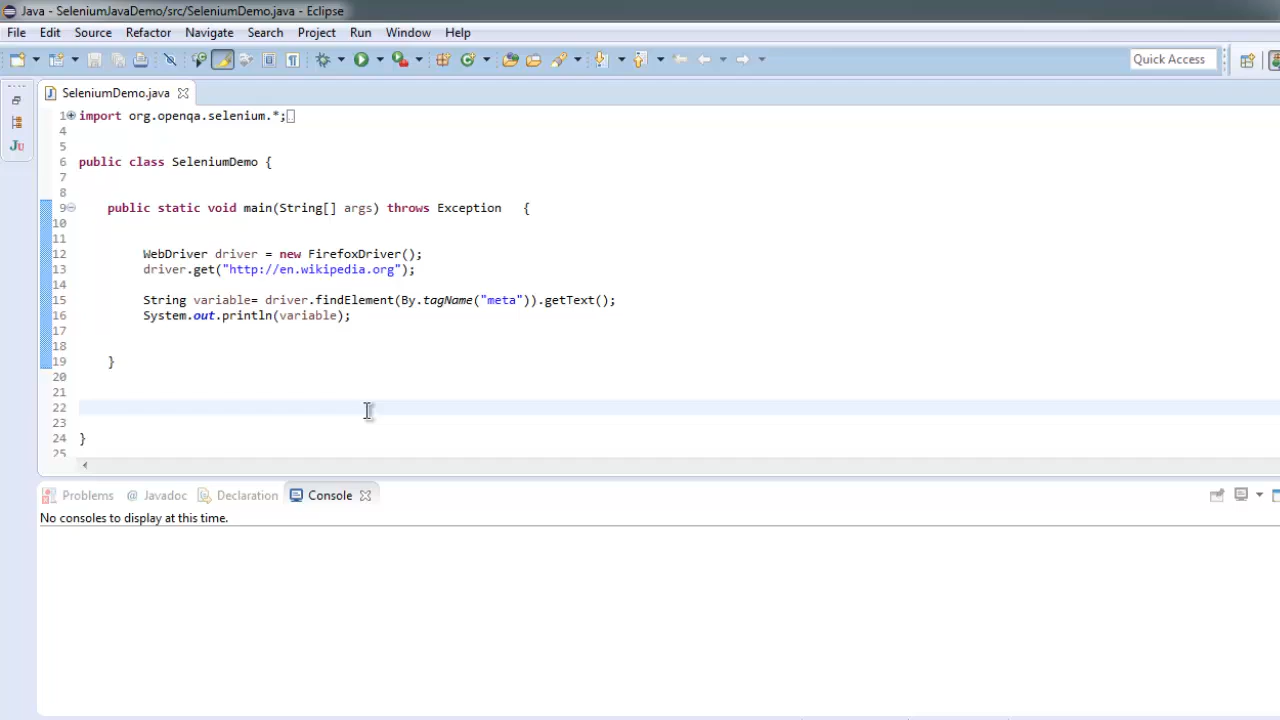 Java - SeleniumJavaDemo/src/SeleniumDemo.java - Eclipse
File Edit Source Refactor Navigate Search Project Run Window Help
Quick Access
SeleniumDemo.java
1 import org.openqa.selenium.*;
4
5
6 public class SeleniumDemo {
7
8
9 public static void main(String[] args) throws Exception {
10
11
12 WebDriver driver = new FirefoxDriver();
13 driver.get("http://en.wikipedia.org");
14
15 String variable= driver.findElement(By.tagName("meta")).getText();
16 System.out.println(variable);
17
18
19 }
20
21
22
23
24 }
25
Problems @ Javadoc Declaration Console
No consoles to display at this time.
Ju